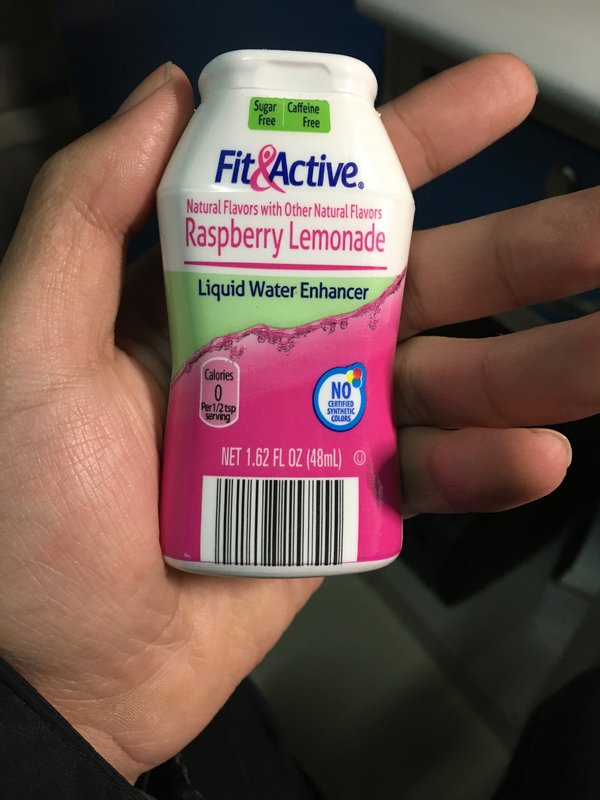 Sugar Free
Caffeine Free
Fit&Active®
Natural Flavors with Other Natural Flavors
Raspberry Lemonade
Liquid Water Enhancer
Calories
0
Per 1/2 tsp
serving
NO
CERTIFIED
SYNTHETIC
COLORS
NET 1.62 FL OZ (48mL) Ⓤ